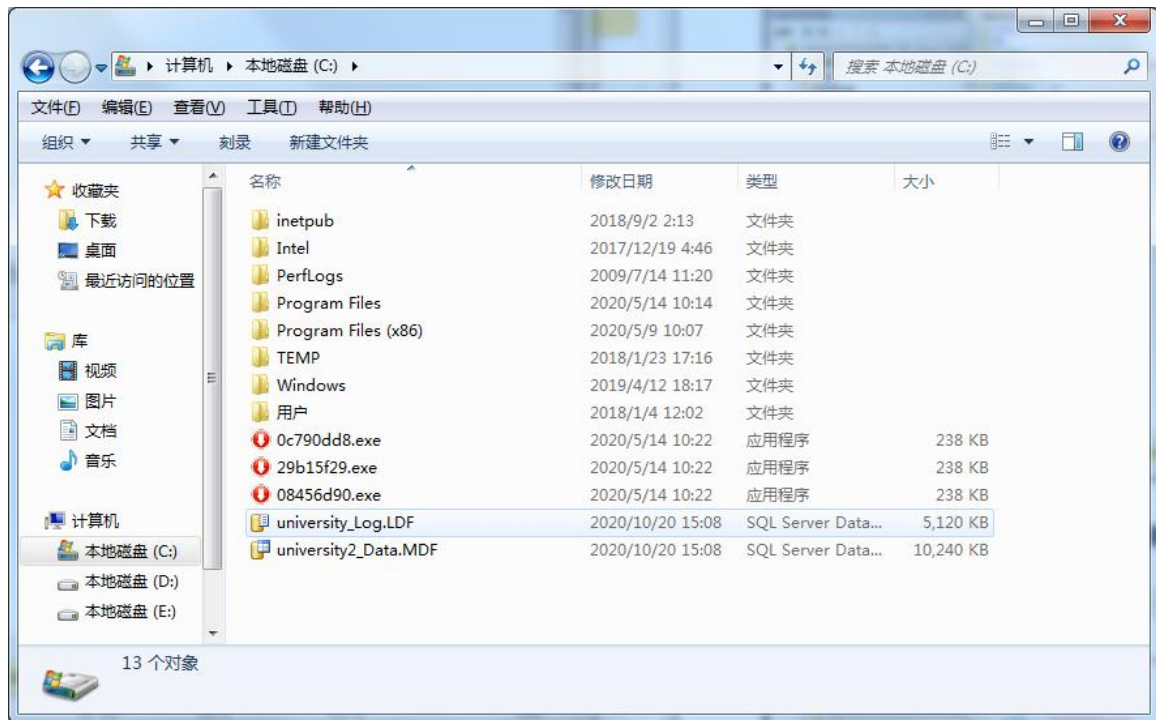 计算机 本地磁盘 (C:) 搜索 本地磁盘 (C:)
文件(F) 编辑(E) 查看(V) 工具(T) 帮助(H)
组织 共享 刻录 新建文件夹
收藏夹
下载
桌面
最近访问的位置
库
视频
图片
文档
音乐
计算机
本地磁盘 (C:)
本地磁盘 (D:)
本地磁盘 (E:)
名称 修改日期 类型 大小
inetpub 2018/9/2 2:13 文件夹
Intel 2017/12/19 4:46 文件夹
PerfLogs 2009/7/14 11:20 文件夹
Program Files 2020/5/14 10:14 文件夹
Program Files (x86) 2020/5/9 10:07 文件夹
TEMP 2018/1/23 17:16 文件夹
Windows 2019/4/12 18:17 文件夹
用户 2018/1/4 12:02 文件夹
0c790dd8.exe 2020/5/14 10:22 应用程序 238 KB
29b15f29.exe 2020/5/14 10:22 应用程序 238 KB
08456d90.exe 2020/5/14 10:22 应用程序 238 KB
university_Log.LDF 2020/10/20 15:08 SQL Server Data... 5,120 KB
university2_Data.MDF 2020/10/20 15:08 SQL Server Data... 10,240 KB
13 个对象